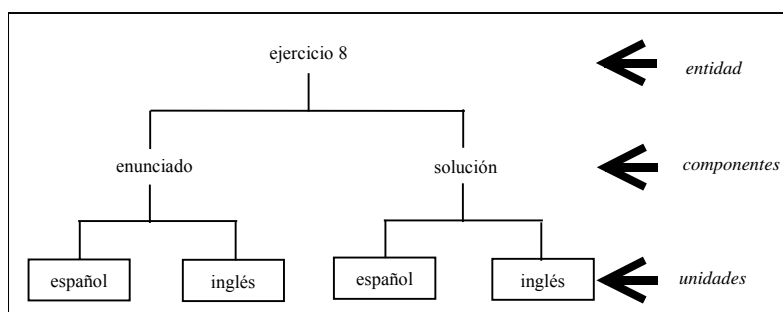 ejercicio 8
entidad
enunciado
solución
componentes
español
inglés
español
inglés
unidades